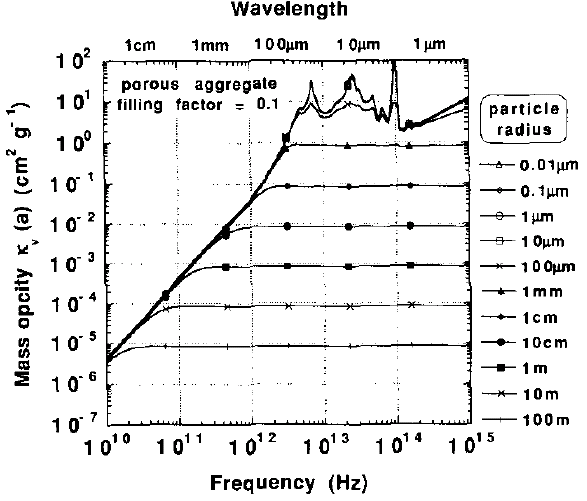 Wavelength
1cm 1mm 100μm 10μm 1μm
porous aggregate
filling factor = 0.1
Mass opcity κν (a) (cm² g⁻¹)
10²
10¹
10⁰
10⁻¹
10⁻²
10⁻³
10⁻⁴
10⁻⁵
10⁻⁶
10⁻⁷
10¹⁰ 10¹¹ 10¹² 10¹³ 10¹⁴ 10¹⁵
Frequency (Hz)
particle
radius
0.01μm
0.1μm
1μm
10μm
100μm
1mm
1cm
10cm
1m
10m
100m